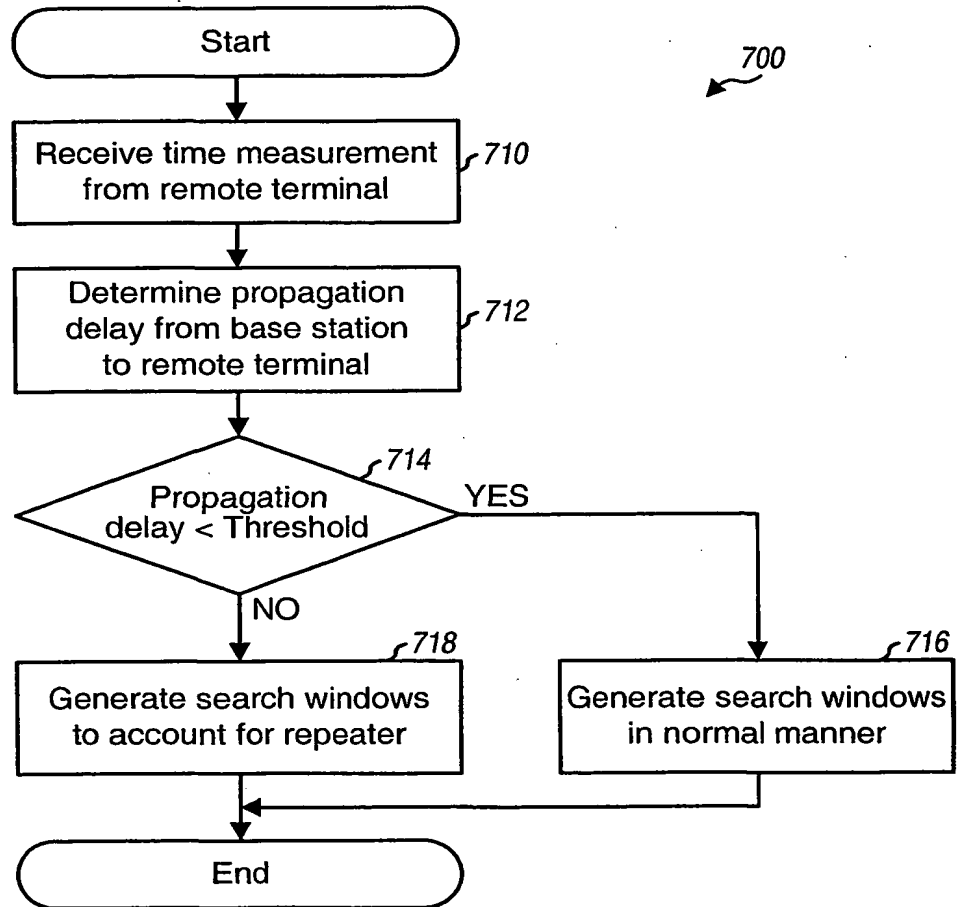 Start
700
Receive time measurement
from remote terminal
710
Determine propagation
delay from base station
to remote terminal
712
714
Propagation
delay < Threshold
YES
NO
718
Generate search windows
to account for repeater
716
Generate search windows
in normal manner
End